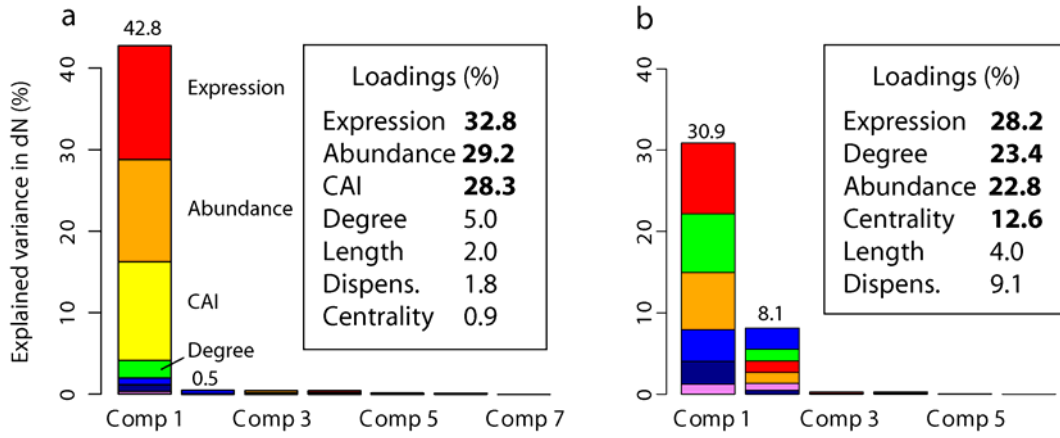 a
42.8
Explained variance in dN (%)
40
30
20
10
0
Expression
Abundance
CAI
Degree
0.5
Comp 1 Comp 3 Comp 5 Comp 7
Loadings (%)
Expression 32.8
Abundance 29.2
CAI 28.3
Degree 5.0
Length 2.0
Dispens. 1.8
Centrality 0.9
b
40
30
20
10
0
30.9
8.1
Comp 1 Comp 3 Comp 5
Loadings (%)
Expression 28.2
Degree 23.4
Abundance 22.8
Centrality 12.6
Length 4.0
Dispens. 9.1